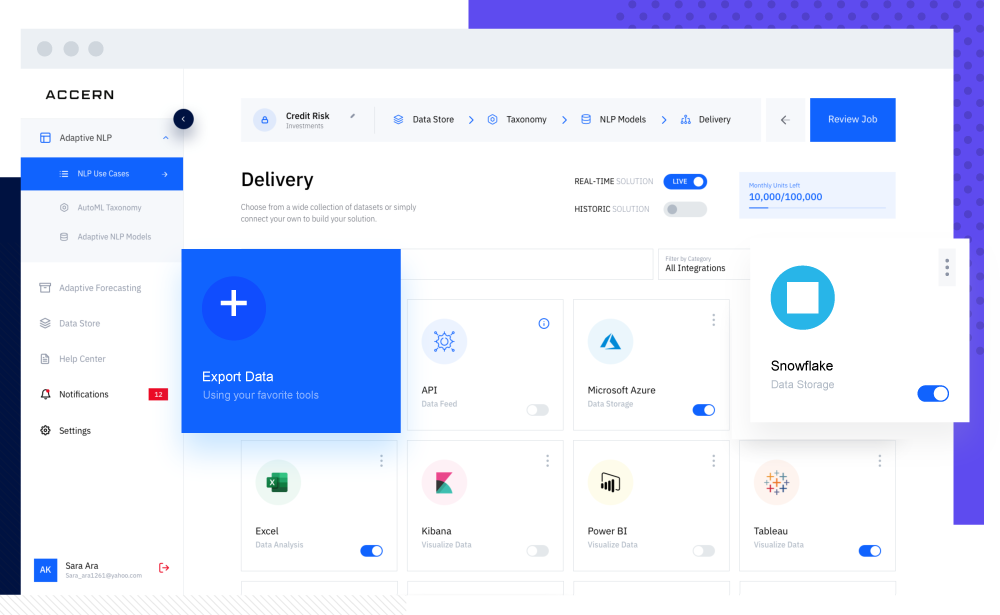 ACCERN
Adaptive NLP
NLP Use Cases
AutoML Taxonomy
Adaptive NLP Models
Adaptive Forecasting
Data Store
Help Center
Notifications
12
Settings
AK
Sara Ara
Sara_ara1261@yahoo.com
Credit Risk
Investments
Data Store
Taxonomy
NLP Models
Delivery
Review Job
Delivery
Choose from a wide collection of datasets or simply
connect your own to build your solution.
REAL-TIME SOLUTION
LIVE
HISTORIC SOLUTION
Monthly Units Left
10,000/100,000
Filter by Category
All Integrations
Export Data
Using your favorite tools
API
Data Feed
Microsoft Azure
Data Storage
Snowflake
Data Storage
Excel
Data Analysis
Kibana
Visualize Data
Power BI
Visualize Data
Tableau
Visualize Data